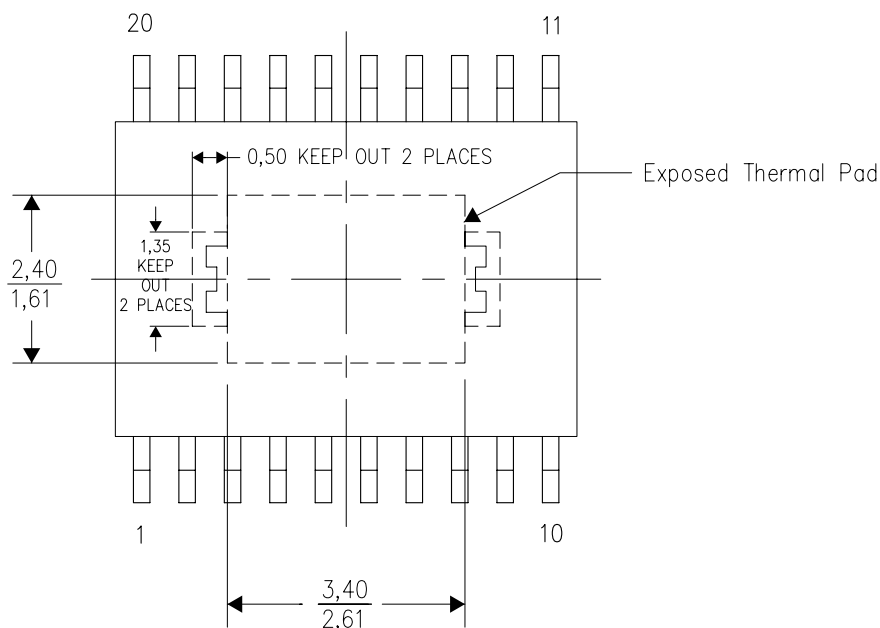 20
11
0,50 KEEP OUT 2 PLACES
Exposed Thermal Pad
1,35
KEEP
OUT
2 PLACES
2,40
1,61
1
10
3,40
2,61